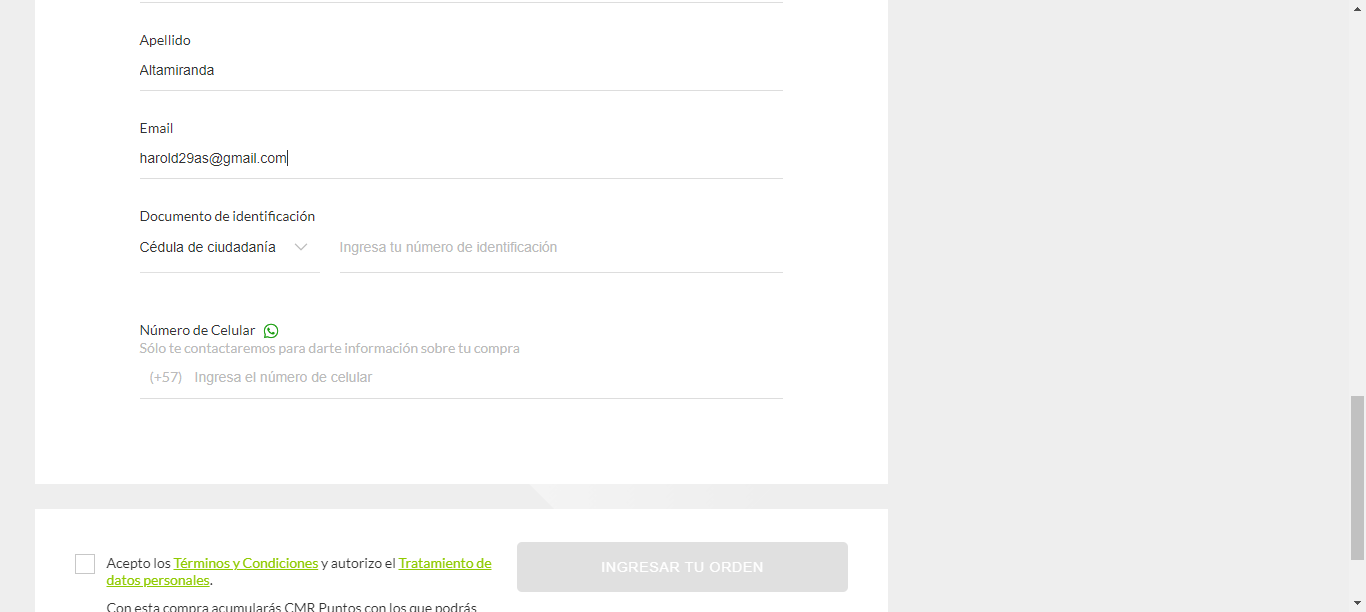 Apellido
Altamiranda
Email
harold29as@gmail.com
Documento de identificación
Cédula de ciudadanía Ingresa tu número de identificación
Número de Celular
Sólo te contactaremos para darte información sobre tu compra
(+57) Ingresa el número de celular
Acepto los Términos y Condiciones y autorizo el Tratamiento de
datos personales.
INGRESAR TU ORDEN
Con esta compra acumularás CMR Puntos con los que podrás